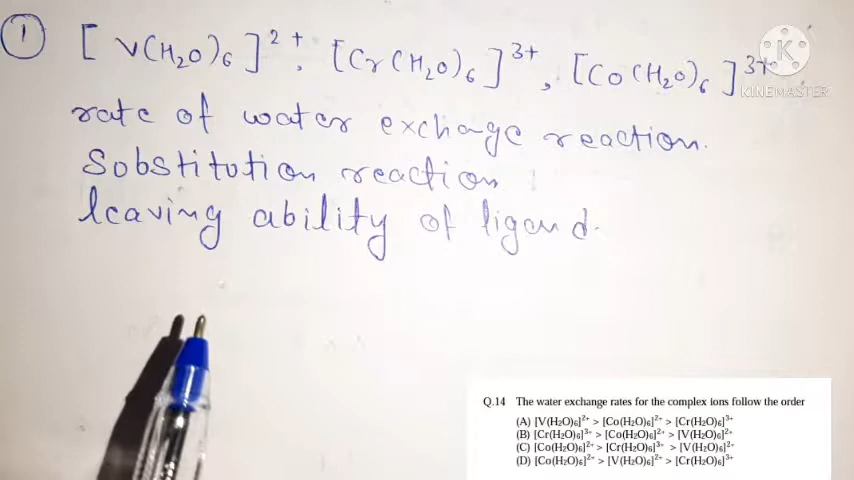 ① [V(H₂O)₆]²⁺, [Cr(H₂O)₆]³⁺, [Co(H₂O)₆]³⁺
KINEMASTER
rate of water exchange reaction.
Sobstitution reaction
leaving ability of ligand.
Q.14 The water exchange rates for the complex ions follow the order
(A) [V(H₂O)₆]²⁺ > [Co(H₂O)₆]²⁺ > [Cr(H₂O)₆]³⁺
(B) [Cr(H₂O)₆]³⁺ > [Co(H₂O)₆]²⁺ > [V(H₂O)₆]²⁺
(C) [Co(H₂O)₆]²⁺ > [Cr(H₂O)₆]³⁺ > [V(H₂O)₆]²⁺
(D) [Co(H₂O)₆]²⁺ > [V(H₂O)₆]²⁺ > [Cr(H₂O)₆]³⁺